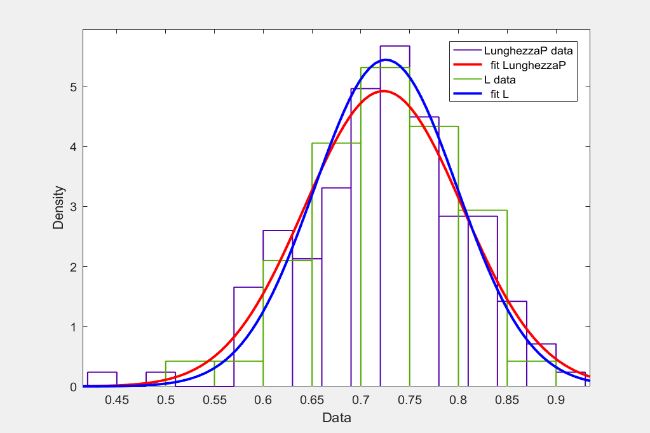 LunghezzaP data
fit LunghezzaP
L data
fit L
Density
5
4
3
2
1
0
0.45 0.5 0.55 0.6 0.65 0.7 0.75 0.8 0.85 0.9
Data